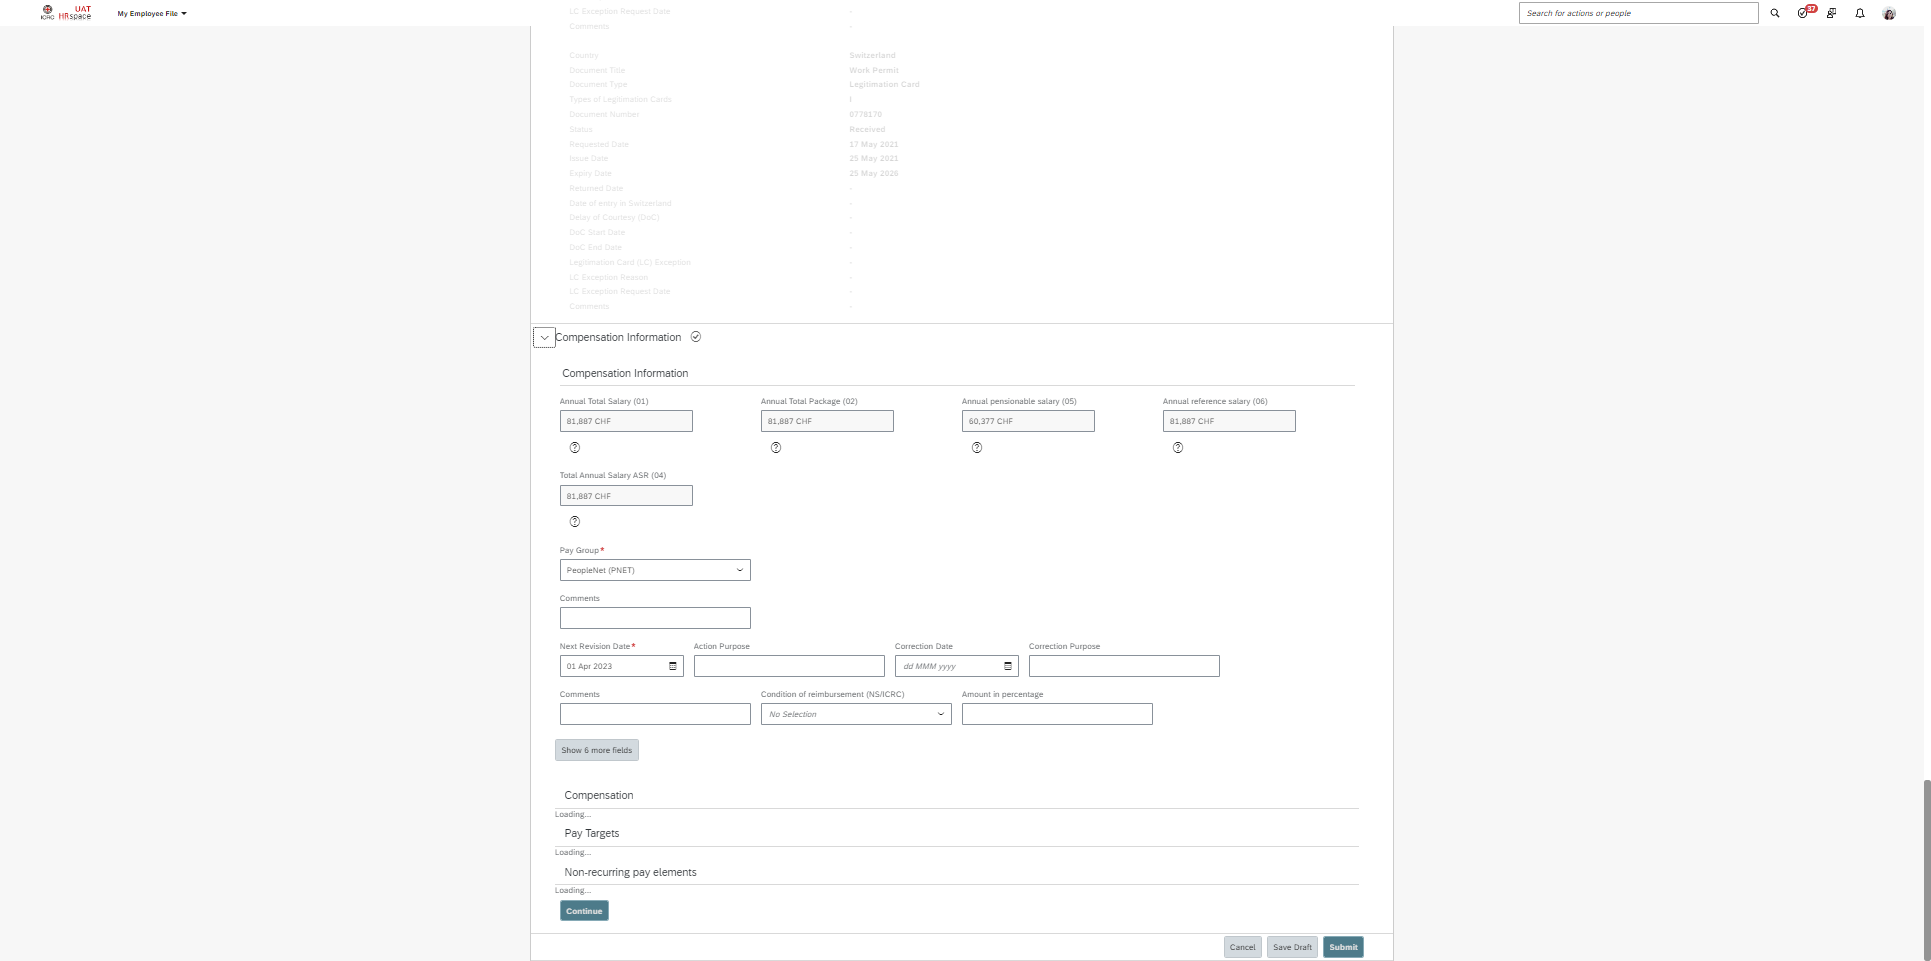 ICRC UAT HRspace My Employee File Search for actions or people 37
LC Exception Request Date -
Comments -
Country Switzerland
Document Title Work Permit
Document Type Legitimation Card
Types of Legitimation Cards I
Document Number 0778170
Status Received
Requested Date 17 May 2021
Issue Date 25 May 2021
Expiry Date 25 May 2026
Returned Date -
Date of entry in Switzerland -
Delay of Courtesy (DoC) -
DoC Start Date -
DoC End Date -
Legitimation Card (LC) Exception -
LC Exception Reason -
LC Exception Request Date -
Comments -
Compensation Information
Compensation Information
Annual Total Salary (01) Annual Total Package (02) Annual pensionable salary (05) Annual reference salary (06)
81,887 CHF 81,887 CHF 60,377 CHF 81,887 CHF
Total Annual Salary ASR (04)
81,887 CHF
Pay Group*
PeopleNet (PNET)
Comments
Next Revision Date* Action Purpose Correction Date Correction Purpose
01 Apr 2023 dd MMM yyyy
Comments Condition of reimbursement (NS/ICRC) Amount in percentage
No Selection
Show 6 more fields
Compensation
Loading...
Pay Targets
Loading...
Non-recurring pay elements
Loading...
Continue
Cancel Save Draft Submit